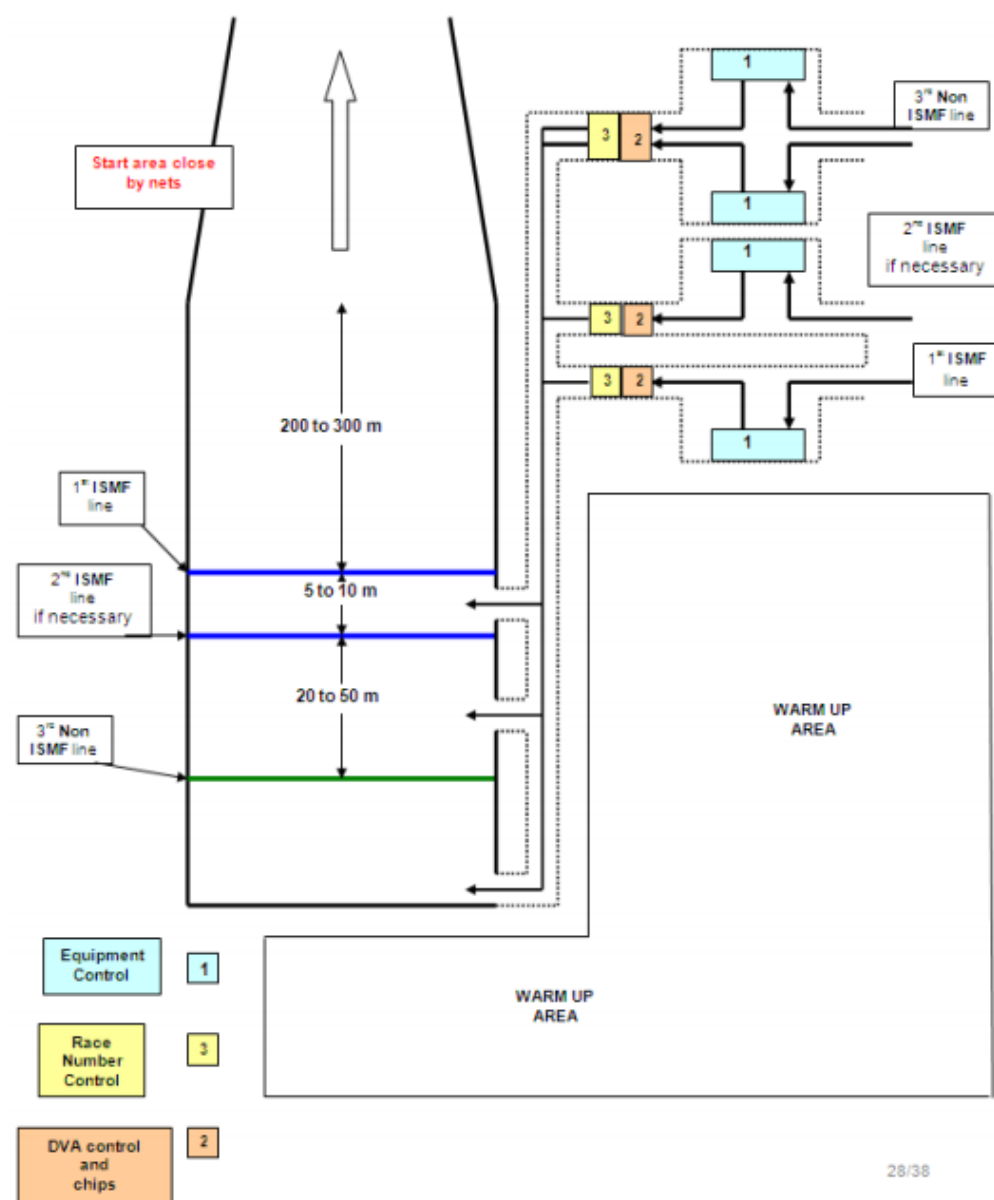 1
3ʳᵈ Non
ISMF line
3
2
Start area close
by nets
1
2ⁿᵈ ISMF
line
if necessary
1
3
2
1ˢᵗ ISMF
line
3
2
200 to 300 m
1
1ˢᵗ ISMF
line
2ⁿᵈ ISMF
line
if necessary
5 to 10 m
20 to 50 m
3ʳᵈ Non
ISMF line
WARM UP
AREA
Equipment
Control
1
WARM UP
AREA
Race
Number
Control
3
DVA control
and
chips
2
28/38